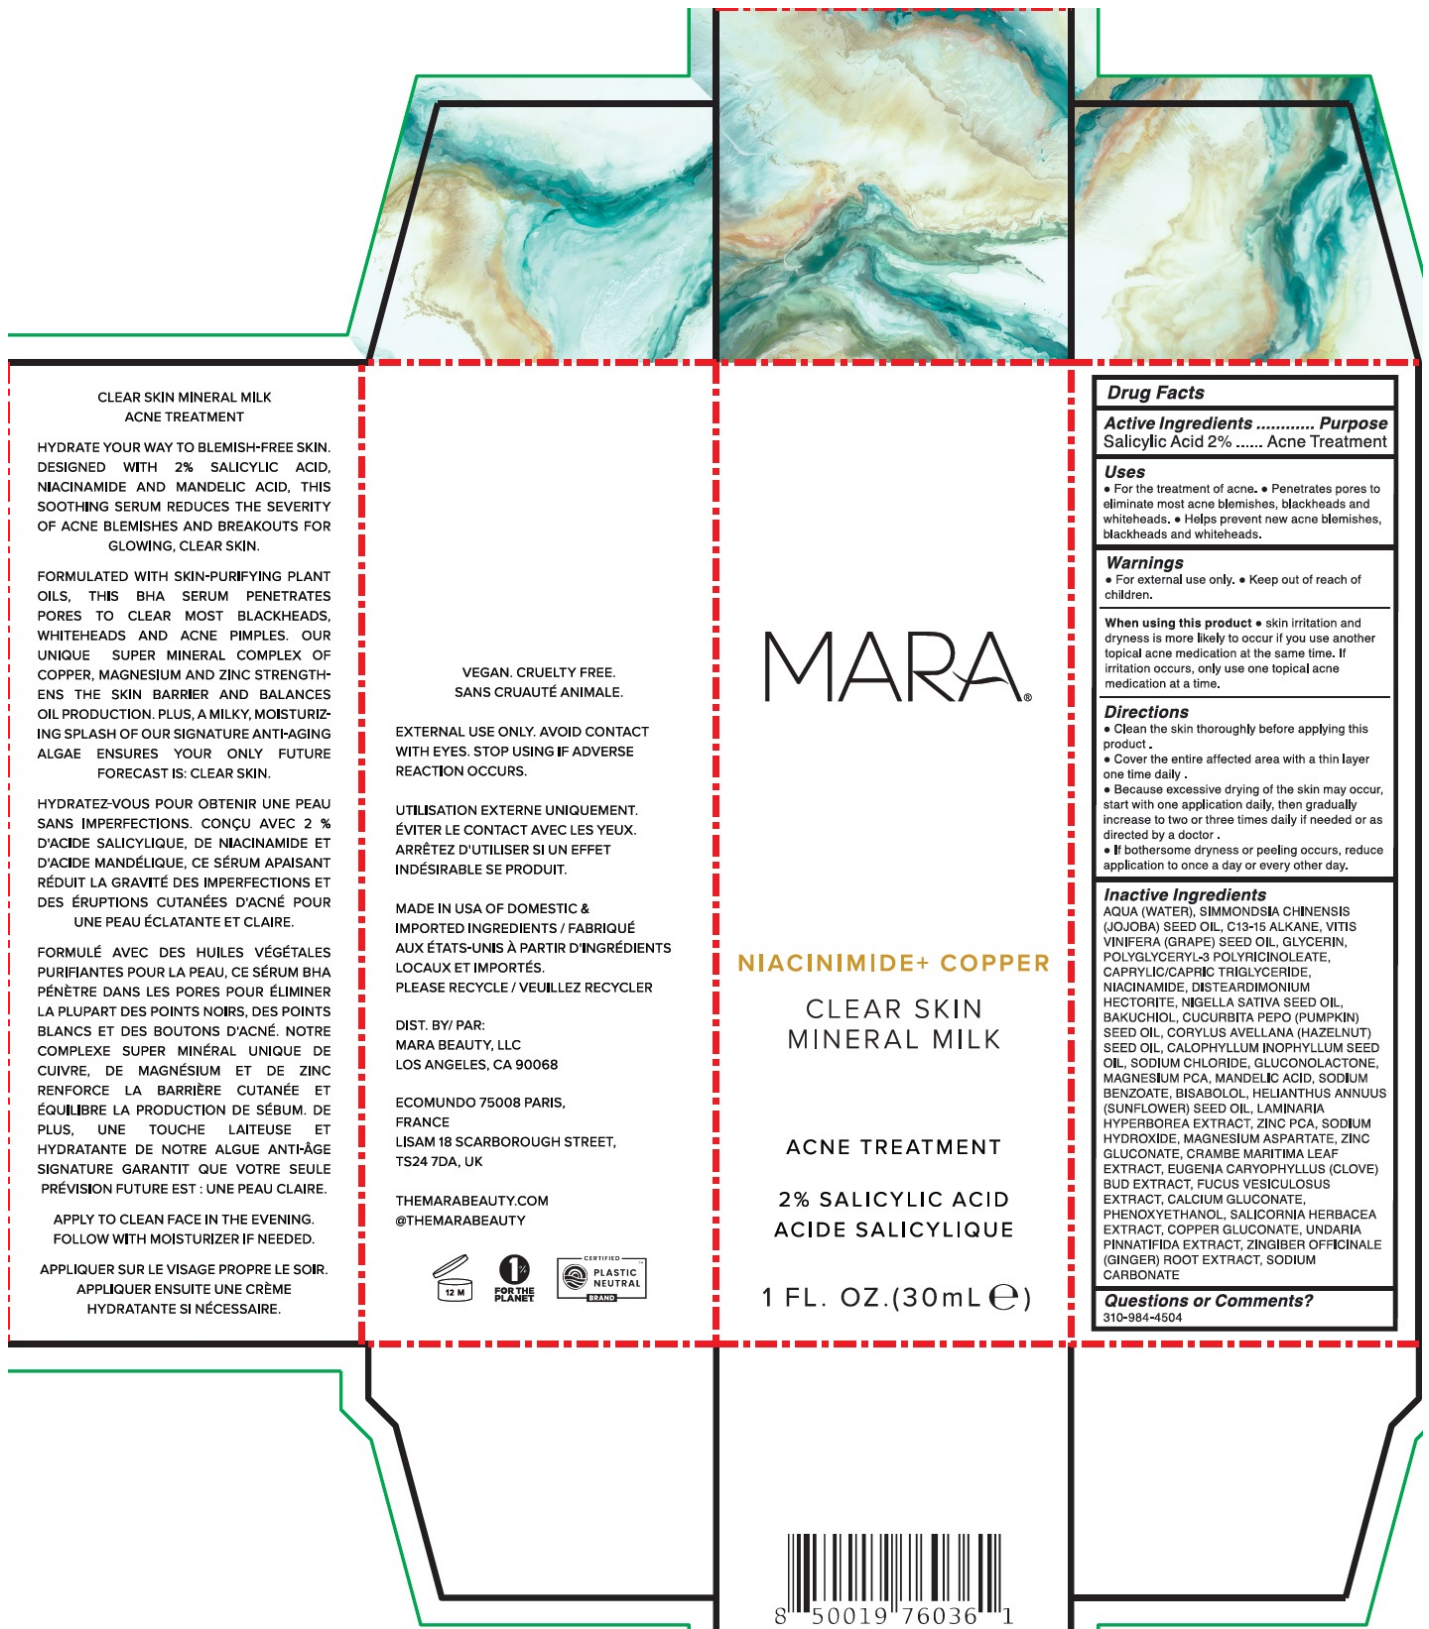 CLEAR SKIN MINERAL MILK
ACNE TREATMENT
HYDRATE YOUR WAY TO BLEMISH-FREE SKIN.
DESIGNED WITH 2% SALICYLIC ACID,
NIACINAMIDE AND MANDELIC ACID, THIS
SOOTHING SERUM REDUCES THE SEVERITY
OF ACNE BLEMISHES AND BREAKOUTS FOR
GLOWING, CLEAR SKIN.
FORMULATED WITH SKIN-PURIFYING PLANT
OILS, THIS BHA SERUM PENETRATES
PORES TO CLEAR MOST BLACKHEADS,
WHITEHEADS AND ACNE PIMPLES. OUR
UNIQUE SUPER MINERAL COMPLEX OF
COPPER, MAGNESIUM AND ZINC STRENGTH-
ENS THE SKIN BARRIER AND BALANCES
OIL PRODUCTION. PLUS, A MILKY, MOISTURIZ-
ING SPLASH OF OUR SIGNATURE ANTI-AGING
ALGAE ENSURES YOUR ONLY FUTURE
FORECAST IS: CLEAR SKIN.
HYDRATEZ-VOUS POUR OBTENIR UNE PEAU
SANS IMPERFECTIONS. CONÇU AVEC 2 %
D'ACIDE SALICYLIQUE, DE NIACINAMIDE ET
D'ACIDE MANDÉLIQUE, CE SÉRUM APAISANT
RÉDUIT LA GRAVITÉ DES IMPERFECTIONS ET
DES ÉRUPTIONS CUTANÉES D'ACNÉ POUR
UNE PEAU ÉCLATANTE ET CLAIRE.
FORMULÉ AVEC DES HUILES VÉGÉTALES
PURIFIANTES POUR LA PEAU, CE SÉRUM BHA
PÉNÈTRE DANS LES PORES POUR ÉLIMINER
LA PLUPART DES POINTS NOIRS, DES POINTS
BLANCS ET DES BOUTONS D'ACNÉ. NOTRE
COMPLEXE SUPER MINÉRAL UNIQUE DE
CUIVRE, DE MAGNÉSIUM ET DE ZINC
RENFORCE LA BARRIÈRE CUTANÉE ET
ÉQUILIBRE LA PRODUCTION DE SÉBUM. DE
PLUS, UNE TOUCHE LAITEUSE ET
HYDRATANTE DE NOTRE ALGUE ANTI-ÂGE
SIGNATURE GARANTIT QUE VOTRE SEULE
PRÉVISION FUTURE EST : UNE PEAU CLAIRE.
APPLY TO CLEAN FACE IN THE EVENING.
FOLLOW WITH MOISTURIZER IF NEEDED.
APPLIQUER SUR LE VISAGE PROPRE LE SOIR.
APPLIQUER ENSUITE UNE CRÈME
HYDRATANTE SI NÉCESSAIRE.
VEGAN. CRUELTY FREE.
SANS CRUAUTÉ ANIMALE.
EXTERNAL USE ONLY. AVOID CONTACT
WITH EYES. STOP USING IF ADVERSE
REACTION OCCURS.
UTILISATION EXTERNE UNIQUEMENT.
ÉVITER LE CONTACT AVEC LES YEUX.
ARRÊTEZ D'UTILISER SI UN EFFET
INDÉSIRABLE SE PRODUIT.
MADE IN USA OF DOMESTIC &
IMPORTED INGREDIENTS / FABRIQUÉ
AUX ÉTATS-UNIS À PARTIR D'INGRÉDIENTS
LOCAUX ET IMPORTÉS.
PLEASE RECYCLE / VEUILLEZ RECYCLER
DIST. BY/ PAR:
MARA BEAUTY, LLC
LOS ANGELES, CA 90068
ECOMUNDO 75008 PARIS,
FRANCE
LISAM 18 SCARBOROUGH STREET,
TS24 7DA, UK
THEMARABEAUTY.COM
@THEMARABEAUTY
12 M
1%
FOR THE
PLANET
CERTIFIED
PLASTIC
NEUTRAL
BRAND
MARA®
NIACINIMIDE+ COPPER
CLEAR SKIN
MINERAL MILK
ACNE TREATMENT
2% SALICYLIC ACID
ACIDE SALICYLIQUE
1 FL. OZ.(30mL ℮)
8 50019 76036 1
Drug Facts
Active Ingredients ............ Purpose
Salicylic Acid 2% ...... Acne Treatment
Uses
● For the treatment of acne. ● Penetrates pores to
eliminate most acne blemishes, blackheads and
whiteheads. ● Helps prevent new acne blemishes,
blackheads and whiteheads.
Warnings
● For external use only. ● Keep out of reach of
children.
When using this product ● skin irritation and
dryness is more likely to occur if you use another
topical acne medication at the same time. If
irritation occurs, only use one topical acne
medication at a time.
Directions
● Clean the skin thoroughly before applying this
product .
● Cover the entire affected area with a thin layer
one time daily .
● Because excessive drying of the skin may occur,
start with one application daily, then gradually
increase to two or three times daily if needed or as
directed by a doctor .
● If bothersome dryness or peeling occurs, reduce
application to once a day or every other day.
Inactive Ingredients
AQUA (WATER), SIMMONDSIA CHINENSIS
(JOJOBA) SEED OIL, C13-15 ALKANE, VITIS
VINIFERA (GRAPE) SEED OIL, GLYCERIN,
POLYGLYCERYL-3 POLYRICINOLEATE,
CAPRYLIC/CAPRIC TRIGLYCERIDE,
NIACINAMIDE, DISTEARDIMONIUM
HECTORITE, NIGELLA SATIVA SEED OIL,
BAKUCHIOL, CUCURBITA PEPO (PUMPKIN)
SEED OIL, CORYLUS AVELLANA (HAZELNUT)
SEED OIL, CALOPHYLLUM INOPHYLLUM SEED
OIL, SODIUM CHLORIDE, GLUCONOLACTONE,
MAGNESIUM PCA, MANDELIC ACID, SODIUM
BENZOATE, BISABOLOL, HELIANTHUS ANNUUS
(SUNFLOWER) SEED OIL, LAMINARIA
HYPERBOREA EXTRACT, ZINC PCA, SODIUM
HYDROXIDE, MAGNESIUM ASPARTATE, ZINC
GLUCONATE, CRAMBE MARITIMA LEAF
EXTRACT, EUGENIA CARYOPHYLLUS (CLOVE)
BUD EXTRACT, FUCUS VESICULOSUS
EXTRACT, CALCIUM GLUCONATE,
PHENOXYETHANOL, SALICORNIA HERBACEA
EXTRACT, COPPER GLUCONATE, UNDARIA
PINNATIFIDA EXTRACT, ZINGIBER OFFICINALE
(GINGER) ROOT EXTRACT, SODIUM
CARBONATE
Questions or Comments?
310-984-4504